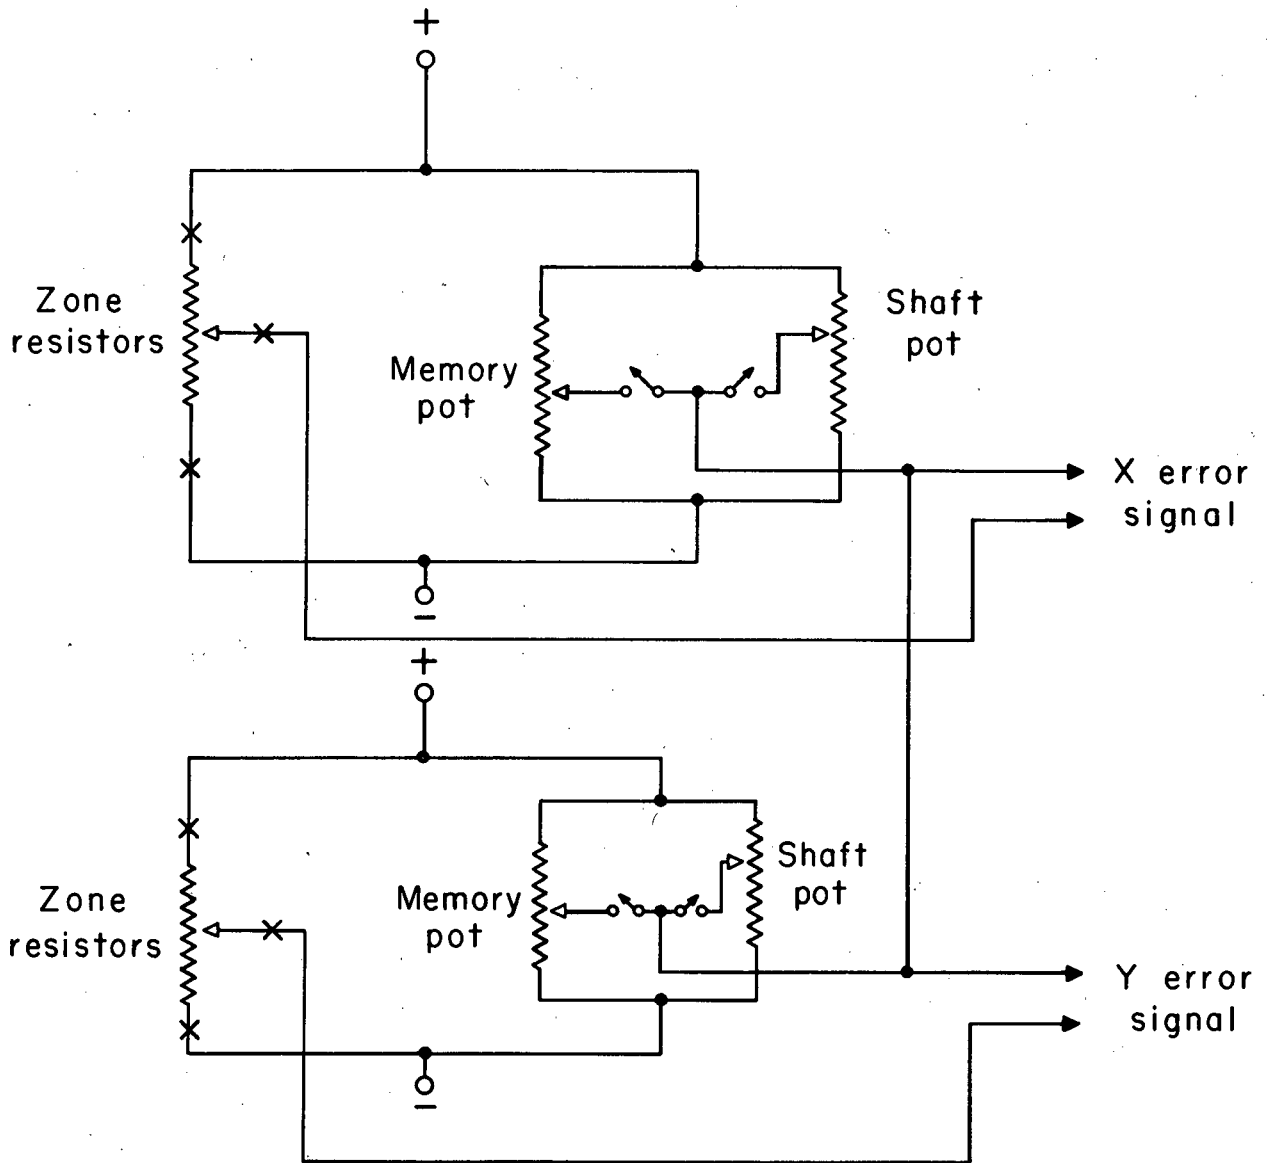 +
Zone
resistors
Memory
pot
Shaft
pot
X error
signal
−
+
Zone
resistors
Memory
pot
Shaft
pot
Y error
signal
−